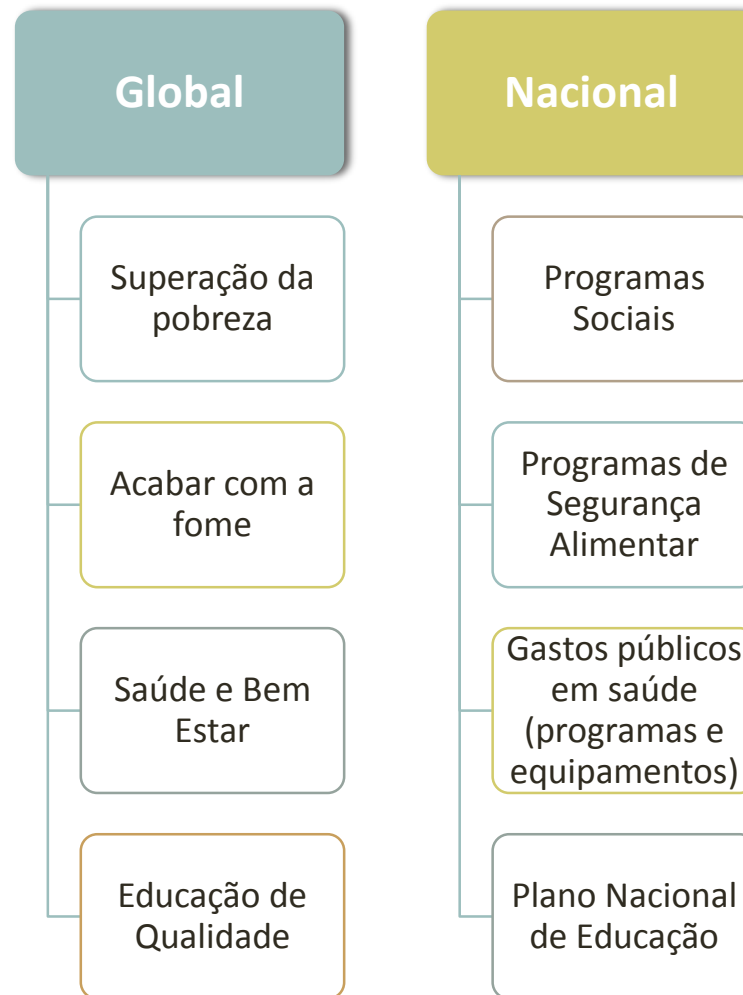 Global
Superação da
pobreza
Acabar com a
fome
Saúde e Bem
Estar
Educação de
Qualidade
Nacional
Programas
Sociais
Programas de
Segurança
Alimentar
Gastos públicos
em saúde
(programas e
equipamentos)
Plano Nacional
de Educação